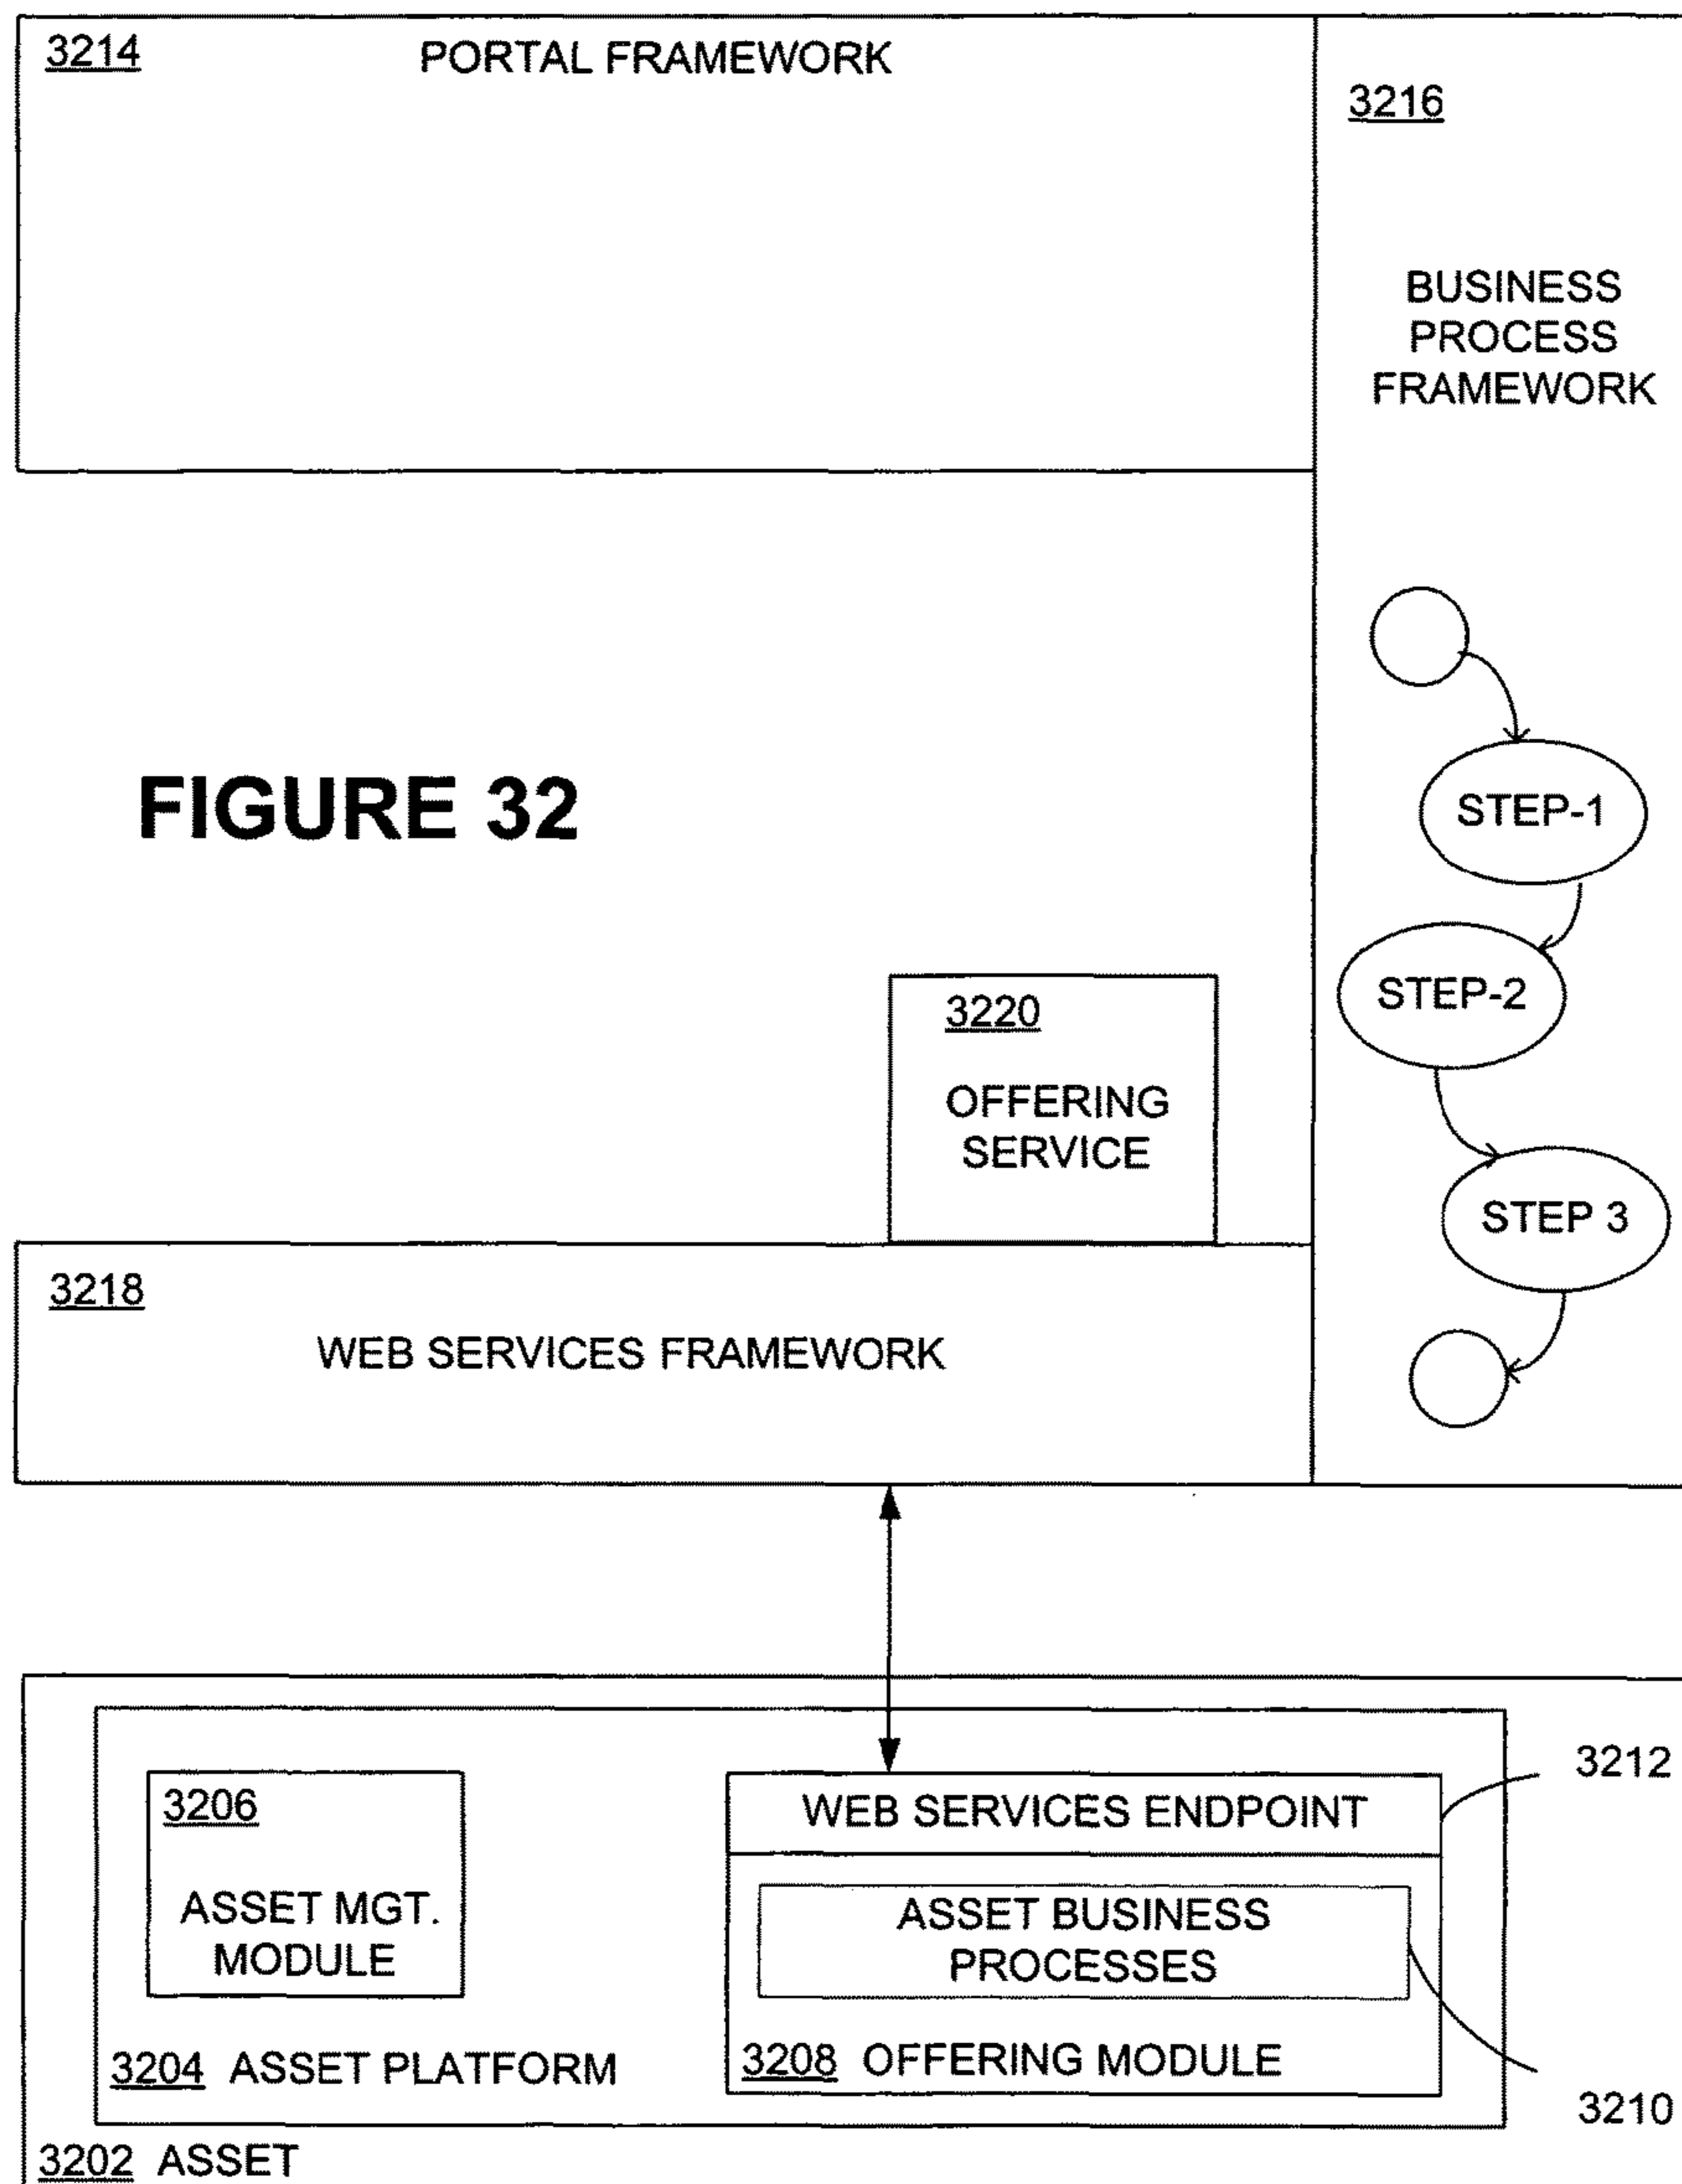 3214 PORTAL FRAMEWORK
3216
BUSINESS
PROCESS
FRAMEWORK
FIGURE 32
STEP-1
STEP-2
3220
OFFERING
SERVICE
STEP 3
3218
WEB SERVICES FRAMEWORK
3212
3206
WEB SERVICES ENDPOINT
ASSET MGT.
MODULE
ASSET BUSINESS
PROCESSES
3204 ASSET PLATFORM
3208 OFFERING MODULE
3210
3202 ASSET